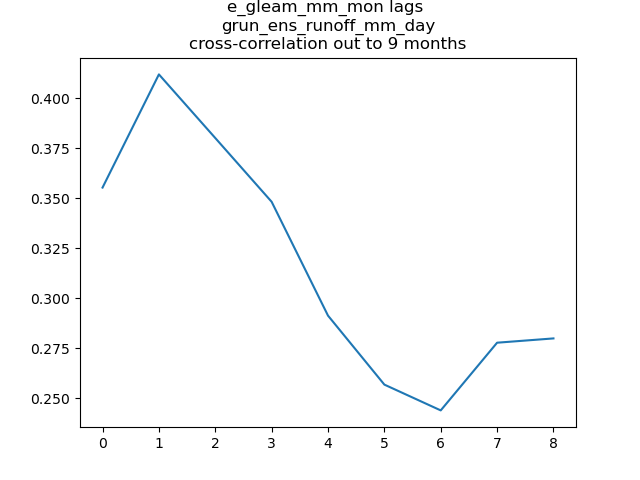 e_gleam_mm_mon lags
grun_ens_runoff_mm_day
cross-correlation out to 9 months
0.400
0.375
0.350
0.325
0.300
0.275
0.250
0 1 2 3 4 5 6 7 8